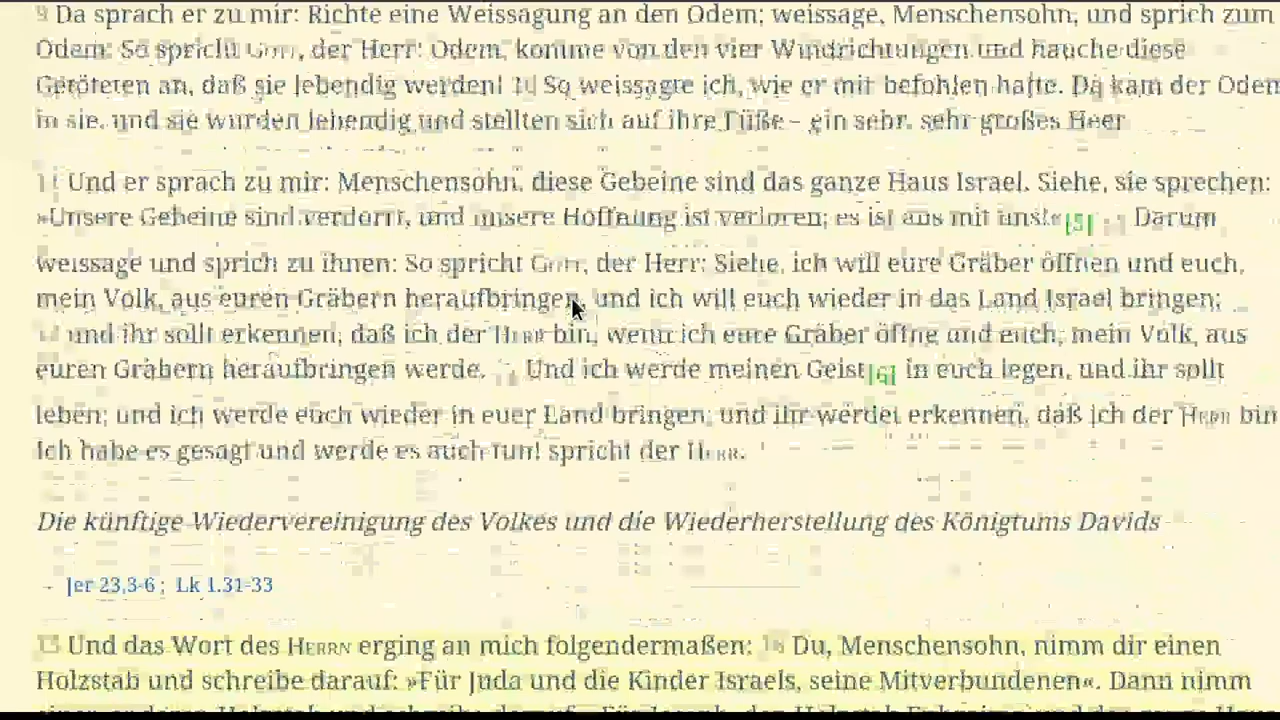 9 Da sprach er zu mir: Richte eine Weissagung an den Odem; weissage, Menschensohn, und sprich zum
Odem: So spricht GOTT, der Herr: Odem, komme von den vier Windrichtungen und hauche diese
Getöteten an, daß sie lebendig werden! 10 So weissagte ich, wie er mir befohlen hatte. Da kam der Odem
in sie, und sie wurden lebendig und stellten sich auf ihre Füße – ein sehr, sehr großes Heer
11 Und er sprach zu mir: Menschensohn, diese Gebeine sind das ganze Haus Israel. Siehe, sie sprechen:
»Unsere Gebeine sind verdorrt, und unsere Hoffnung ist verloren; es ist aus mit uns!«[5] Darum
weissage und sprich zu ihnen: So spricht GOTT, der Herr: Siehe, ich will eure Gräber öffnen und euch,
mein Volk, aus euren Gräbern heraufbringen, und ich will euch wieder in das Land Israel bringen;
und ihr sollt erkennen, daß ich der HERR bin, wenn ich eure Gräber öffne und euch, mein Volk, aus
euren Gräbern heraufbringen werde. Und ich werde meinen Geist[6] in euch legen, und ihr sollt
leben; und ich werde euch wieder in euer Land bringen; und ihr werdet erkennen, daß ich der HERR bin
Ich habe es gesagt und werde es auch tun! spricht der HERR.
Die künftige Wiedervereinigung des Volkes und die Wiederherstellung des Königtums Davids
→ Jer 23,3-6 ; Lk 1.31-33
15 Und das Wort des HERRN erging an mich folgendermaßen: 16 Du, Menschensohn, nimm dir einen
Holzstab und schreibe darauf: »Für Juda und die Kinder Israels, seine Mitverbundenen«. Dann nimm